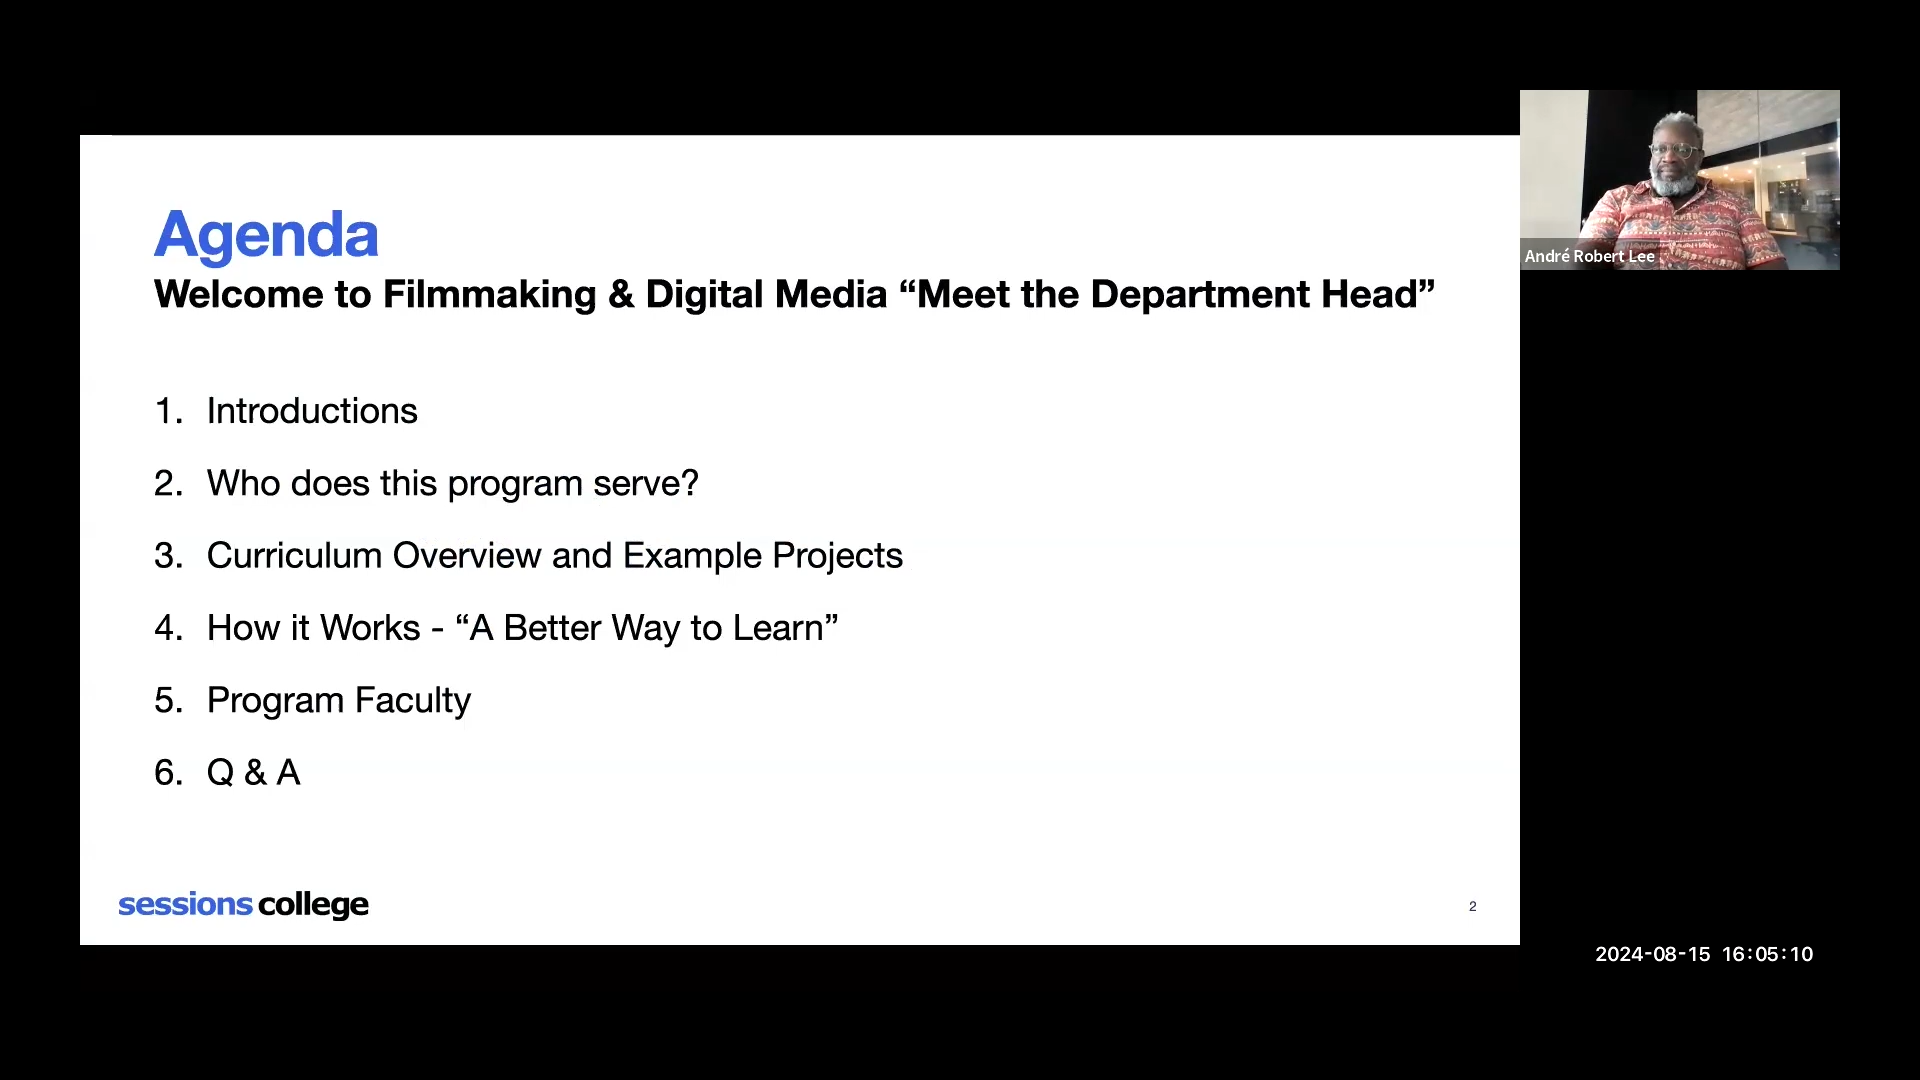 Agenda
Welcome to Filmmaking & Digital Media “Meet the Department Head”
1. Introductions
2. Who does this program serve?
3. Curriculum Overview and Example Projects
4. How it Works - “A Better Way to Learn”
5. Program Faculty
6. Q & A
sessions college
2
André Robert Lee
2024-08-15 16:05:10